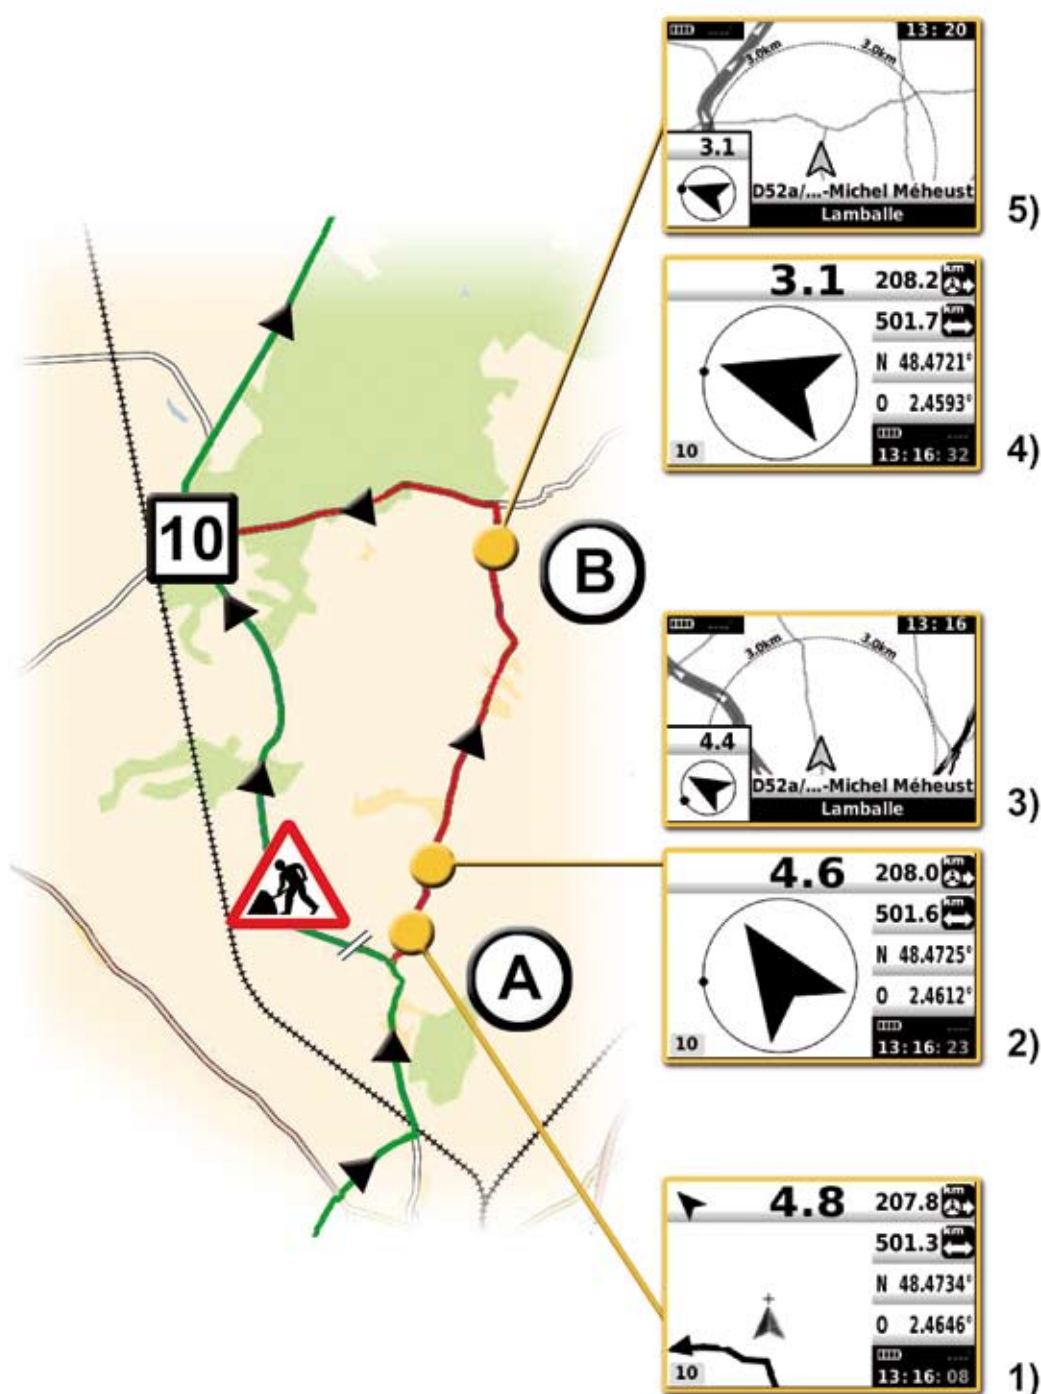 3.0km
3.0km
13:20
3.1
D52a/...-Michel Méheust
Lamballe
5)
3.1
208.2 km
501.7 km
N 48.4721°
O 2.4593°
10
13:16:32
4)
10
B
3.0km
3.0km
13:16
4.4
D52a/...-Michel Méheust
Lamballe
3)
4.6
208.0 km
501.6 km
N 48.4725°
O 2.4612°
10
13:16:23
2)
A
4.8
207.8 km
501.3 km
N 48.4734°
O 2.4646°
10
13:16:08
1)